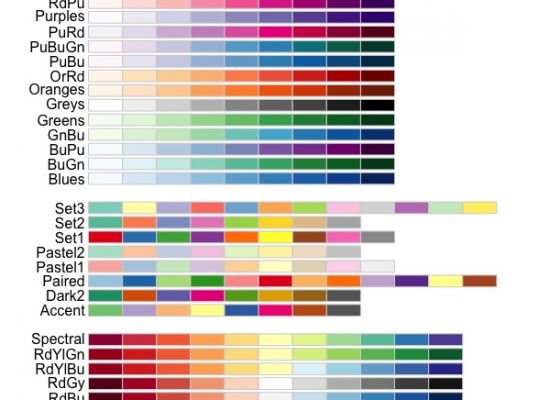 RdPu
Purples
PuRd
PuBuGn
PuBu
OrRd
Oranges
Greys
Greens
GnBu
BuPu
BuGn
Blues
Set3
Set2
Set1
Pastel2
Pastel1
Paired
Dark2
Accent
Spectral
RdYlGn
RdYlBu
RdGy
RdBu